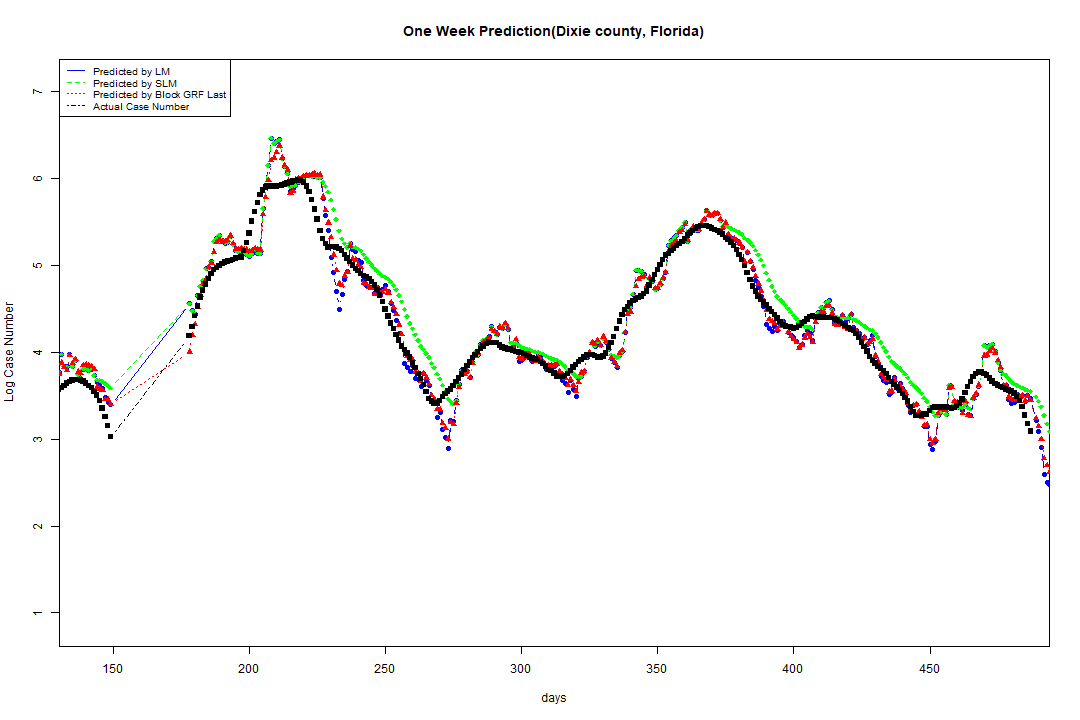 One Week Prediction(Dixie county, Florida)
Predicted by LM
Predicted by SLM
Predicted by Block GRF Last
Actual Case Number
Log Case Number
7
6
5
4
3
2
1
150 200 250 300 350 400 450
days